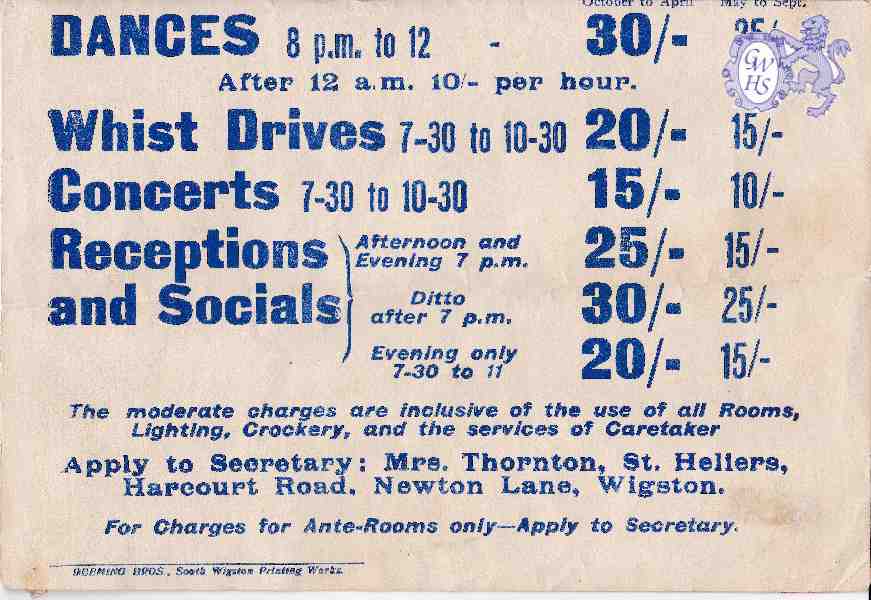 October to April May to Sept.
DANCES 8 p.m. to 12 - 30/- 25/-
After 12 a.m. 10/- per hour.
Whist Drives 7-30 to 10-30 20/- 15/-
Concerts 7-30 to 10-30 15/- 10/-
Receptions and Socials
Afternoon and
Evening 7 p.m. 25/- 15/-
Ditto
after 7 p.m. 30/- 25/-
Evening only
7-30 to 11 20/- 15/-
The moderate charges are inclusive of the use of all Rooms,
Lighting, Crockery, and the services of Caretaker
Apply to Secretary: Mrs. Thornton, St. Heliers,
Harcourt Road, Newton Lane, Wigston.
For Charges for Ante-Rooms only—Apply to Secretary.
BROS., South Wigston Printing Works.
GWHS